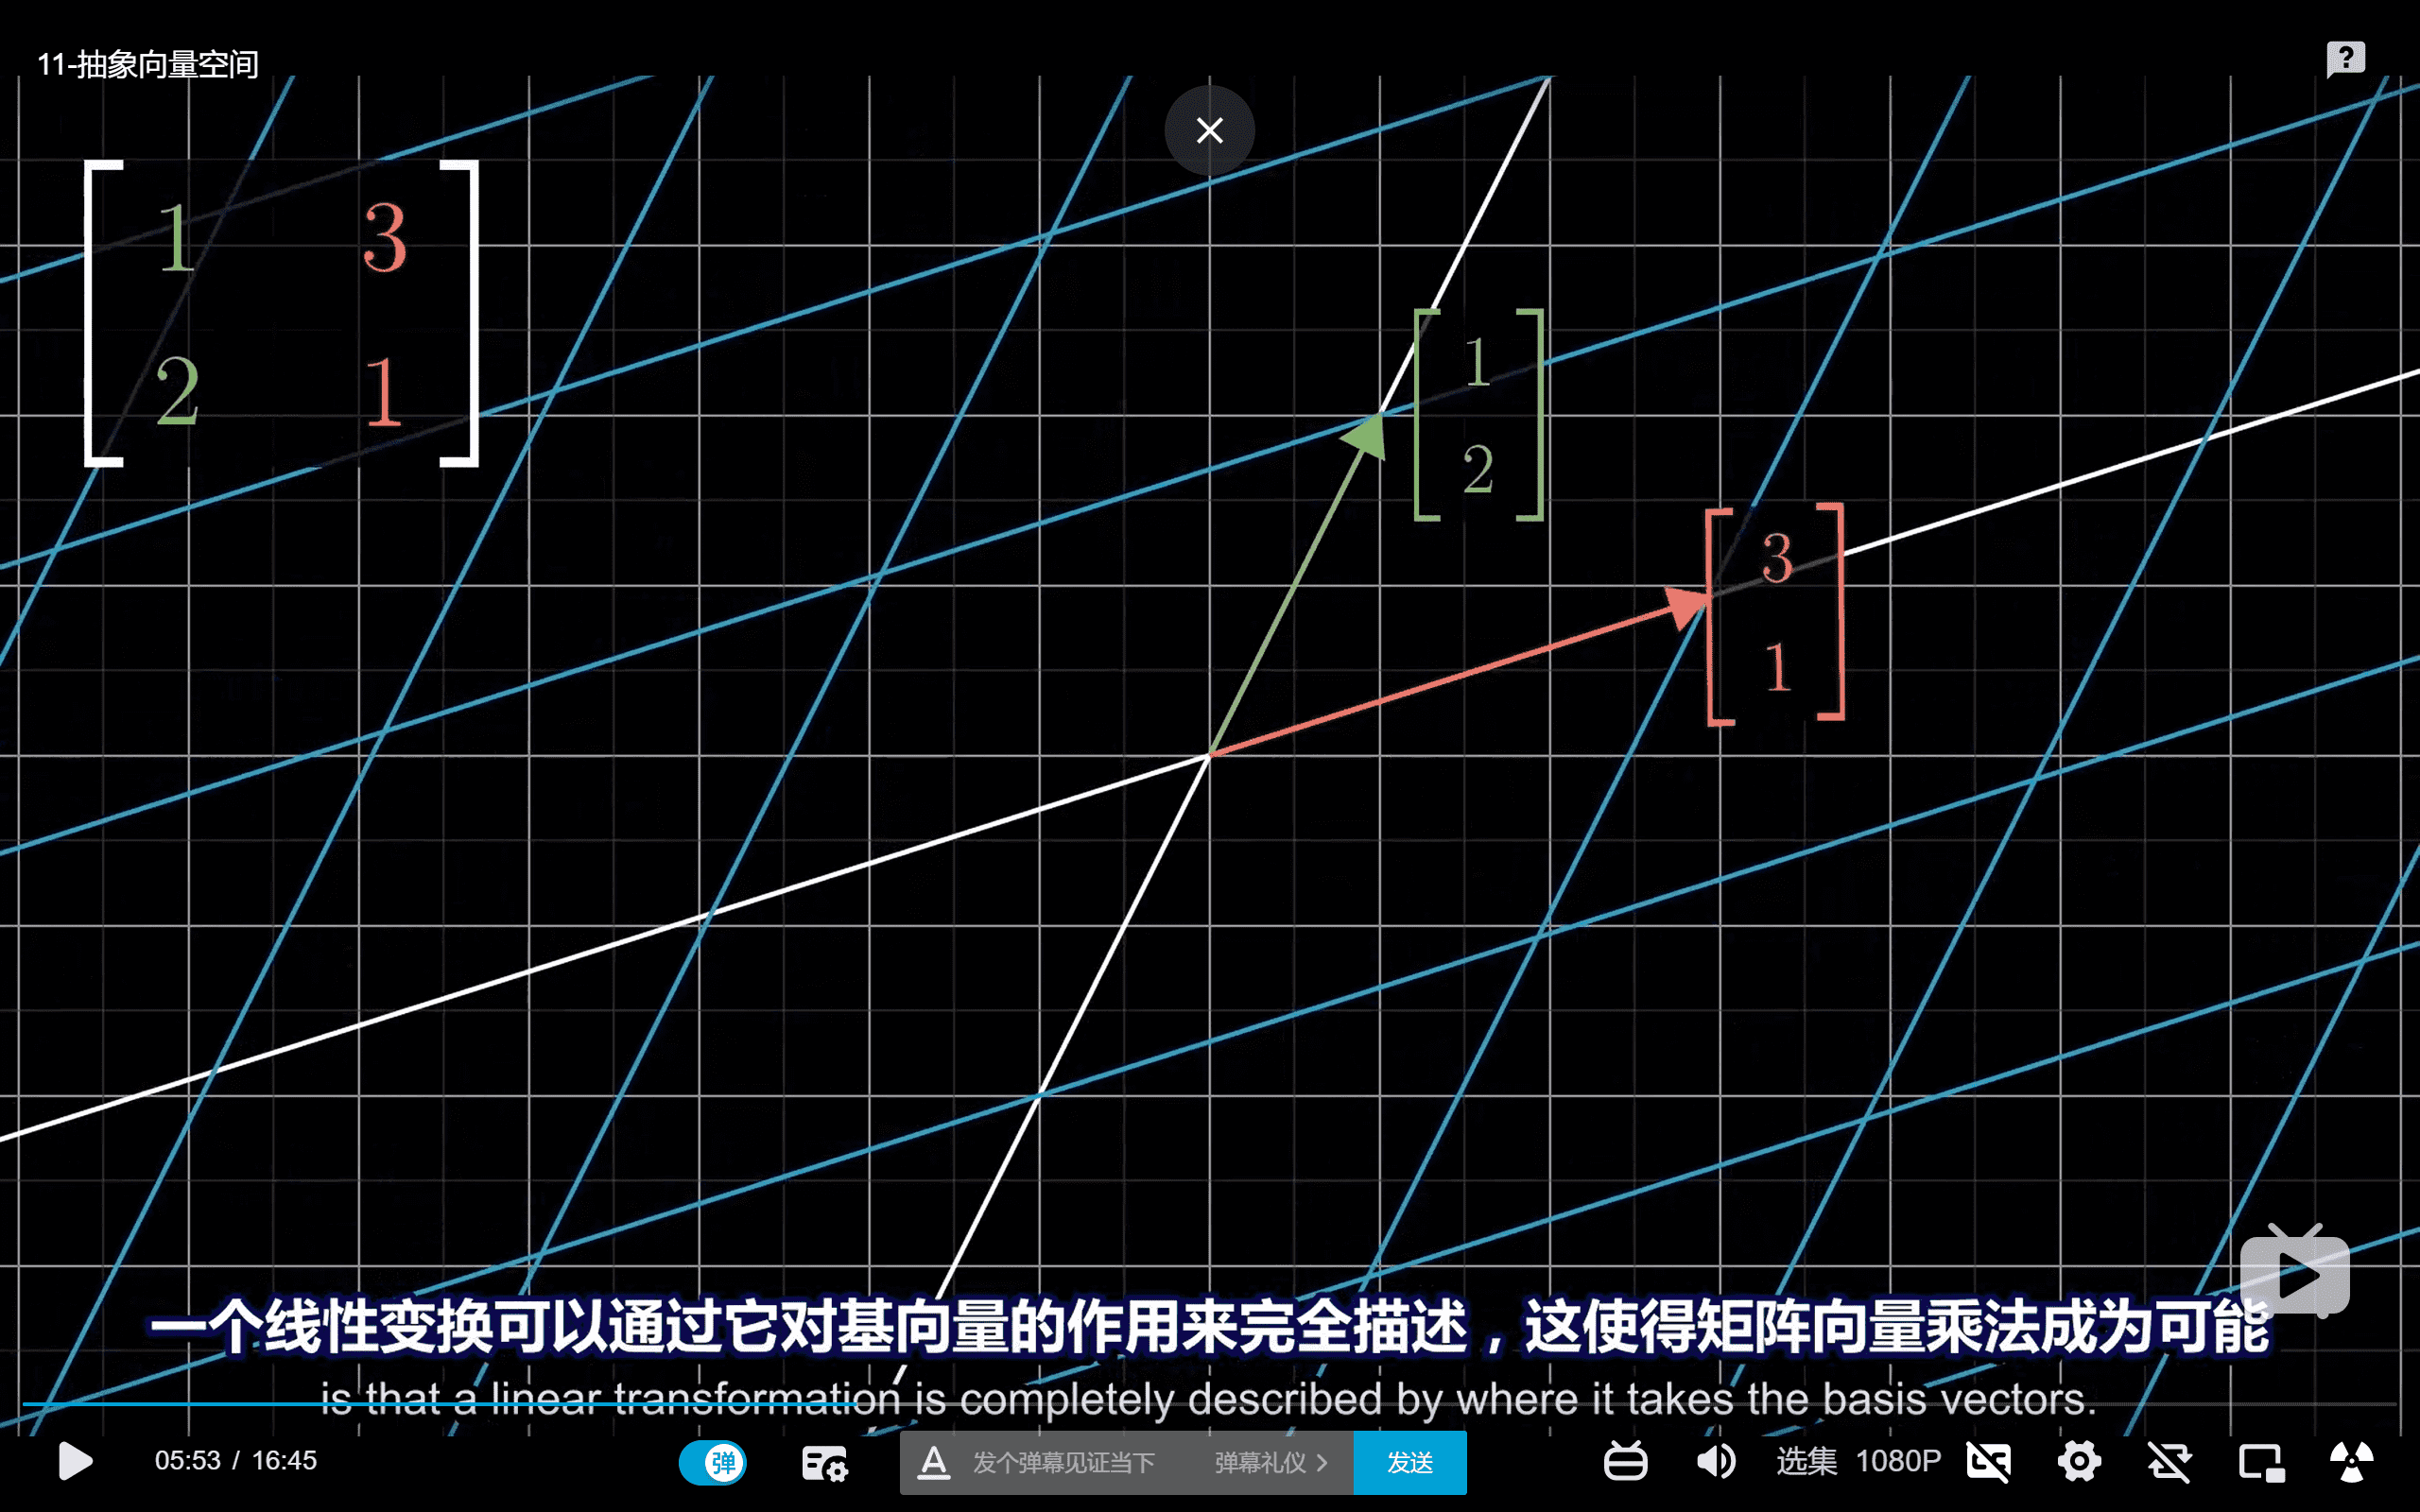 11-抽象向量空间
?
1 3
2 1
1
2
3
1
一个线性变换可以通过它对基向量的作用来完全描述，这使得矩阵向量乘法成为可能
is that a linear transformation is completely described by where it takes the basis vectors.
05:53 / 16:45
弹
A 发个弹幕见证当下 弹幕礼仪 > 发送
选集 1080P